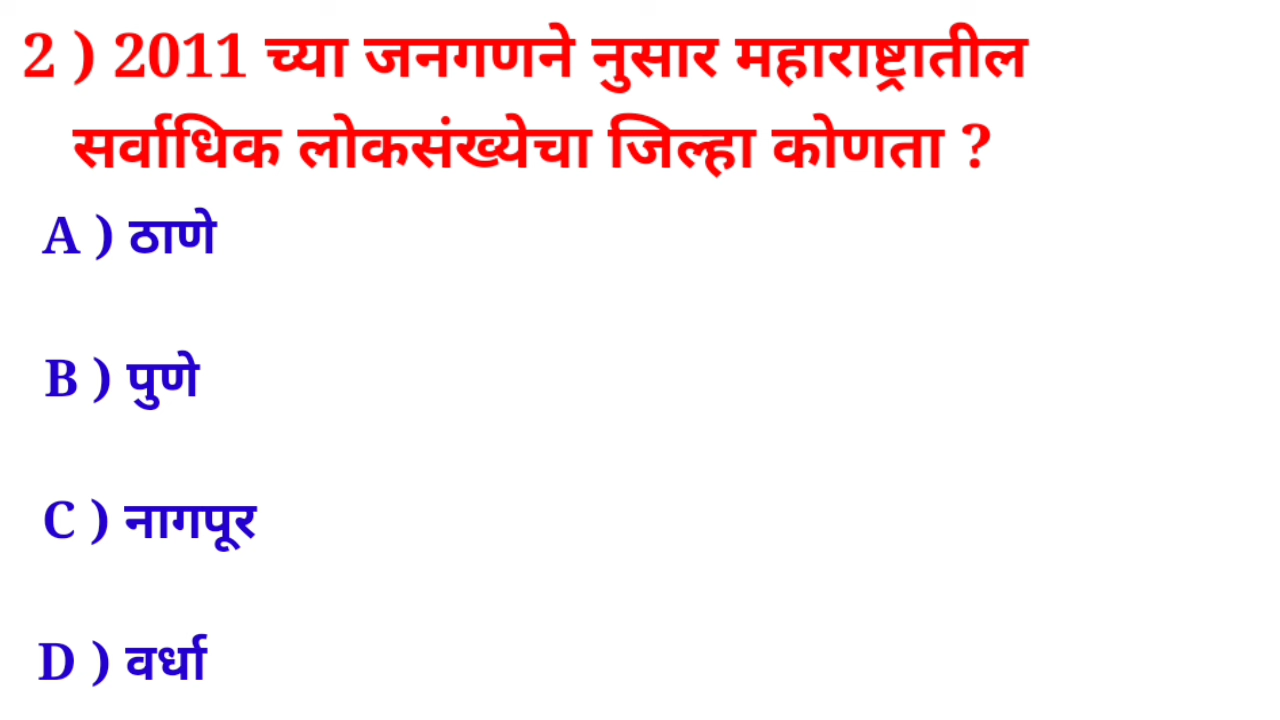 2 ) 2011 च्या जनगणने नुसार महाराष्ट्रातील
सर्वाधिक लोकसंख्येचा जिल्हा कोणता ?
A ) ठाणे
B ) पुणे
C ) नागपूर
D ) वर्धा